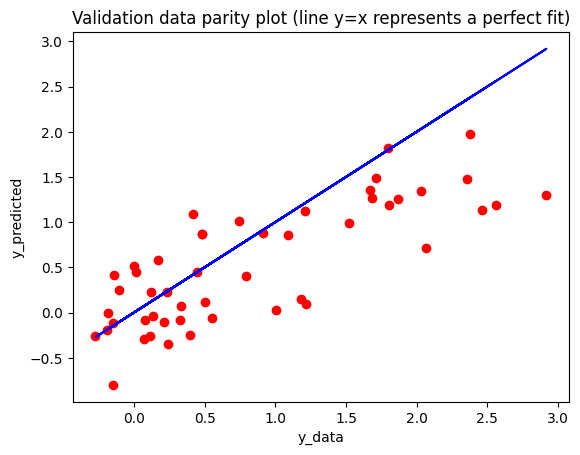 Validation data parity plot (line y=x represents a perfect fit)
3.0
2.5
2.0
1.5
1.0
0.5
0.0
−0.5
y_predicted
0.0 0.5 1.0 1.5 2.0 2.5 3.0
y_data